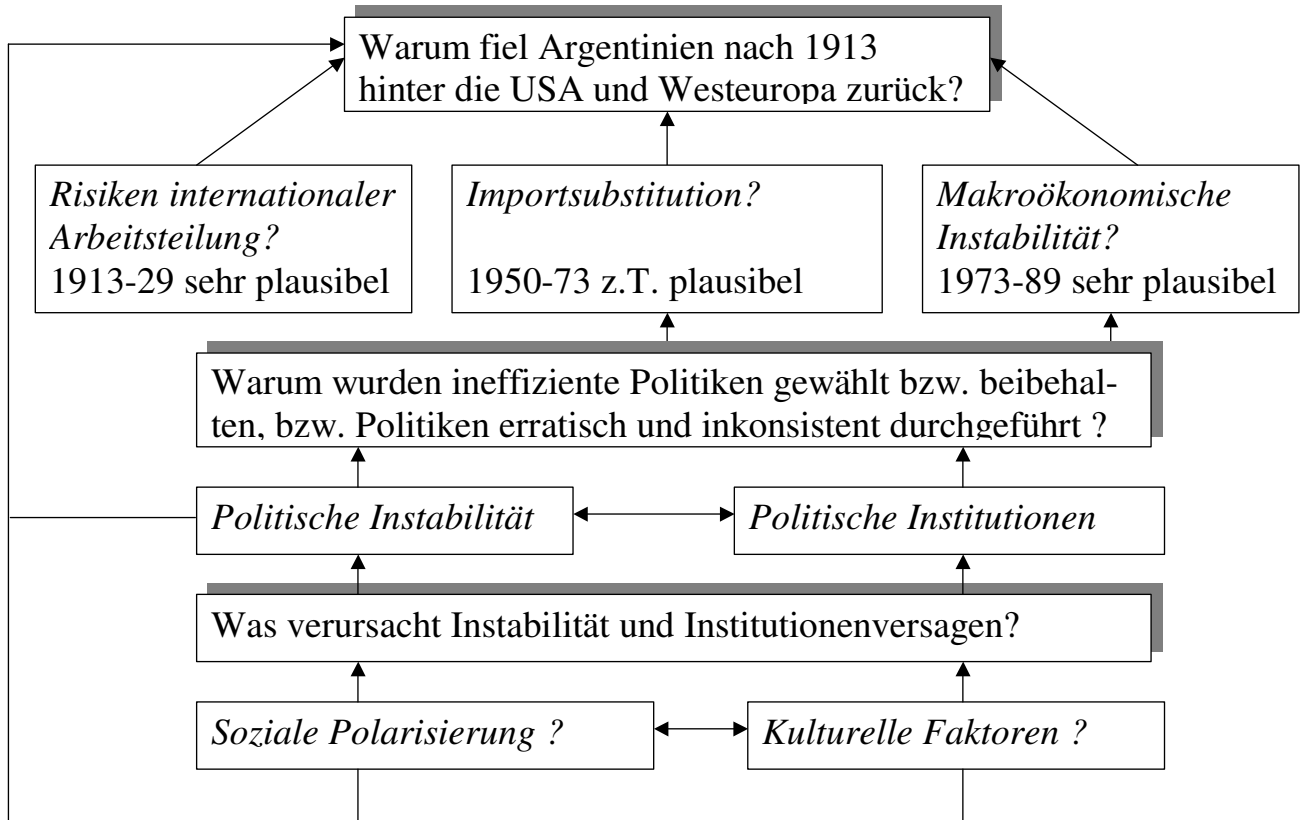 Warum fiel Argentinien nach 1913
hinter die USA und Westeuropa zurück?
Risiken internationaler
Arbeitsteilung?
1913-29 sehr plausibel
Importsubstitution?
1950-73 z.T. plausibel
Makroökonomische
Instabilität?
1973-89 sehr plausibel
Warum wurden ineffiziente Politiken gewählt bzw. beibehal-
ten, bzw. Politiken erratisch und inkonsistent durchgeführt ?
Politische Instabilität
Politische Institutionen
Was verursacht Instabilität und Institutionenversagen?
Soziale Polarisierung ?
Kulturelle Faktoren ?